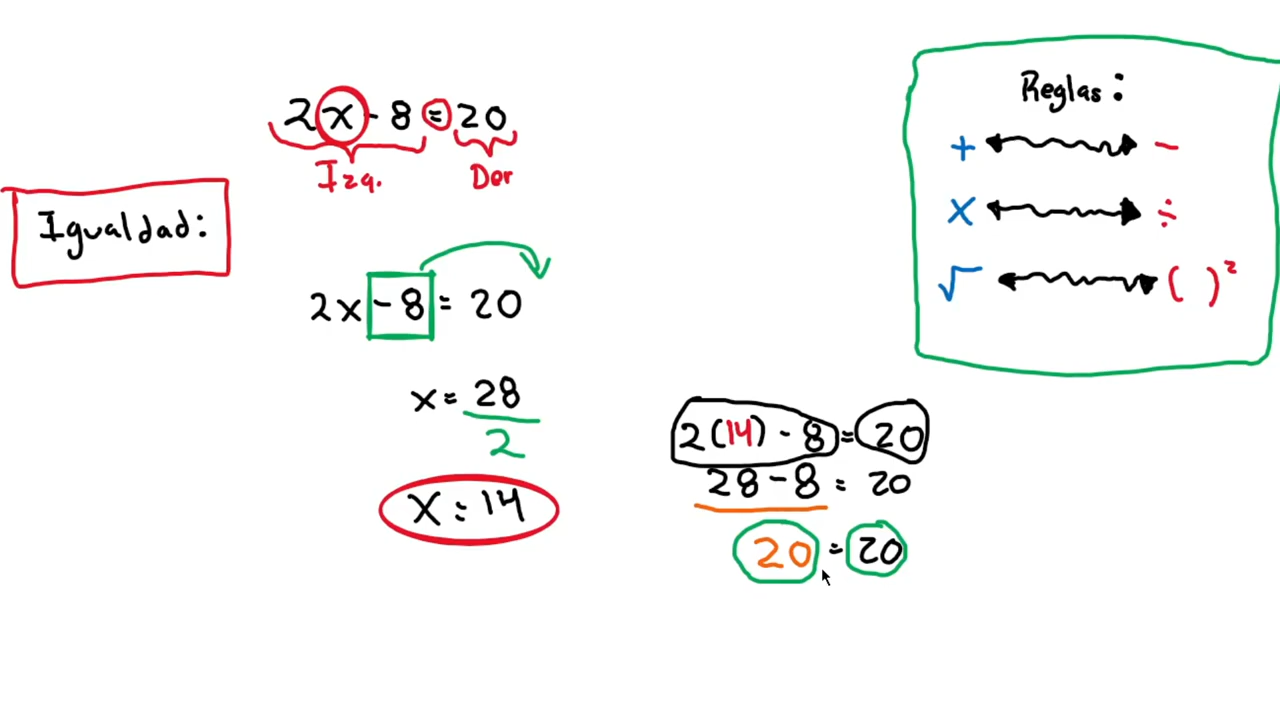 2x - 8 = 20
Izq. Der
Igualdad:
2x - 8 = 20
x = 28
2
x = 14
Reglas:
+ -
x ÷
√ ( )²
2(14) - 8 = 20
28 - 8 = 20
20 = 20